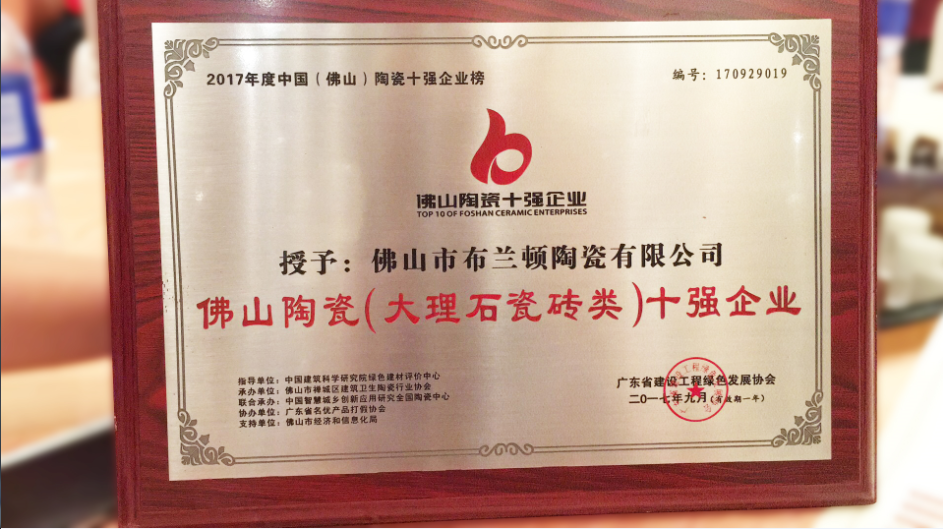 2017年度中国（佛山）陶瓷十强企业榜
编号：170929019
佛山陶瓷十强企业
TOP 10 OF FOSHAN CERAMIC ENTERPRISES
授予：佛山市布兰顿陶瓷有限公司
佛山陶瓷(大理石瓷砖类)十强企业
指导单位：中国建筑科学研究院绿色建材评价中心
承办单位：佛山市禅城区建筑卫生陶瓷行业协会
联合承办：中国智慧城乡创新应用研究全国陶瓷中心
协办单位：广东省名优产品打假协会
支持单位：佛山市经济和信息化局
广东省建设工程绿色发展协会
二〇一七年九月(有效期一年)